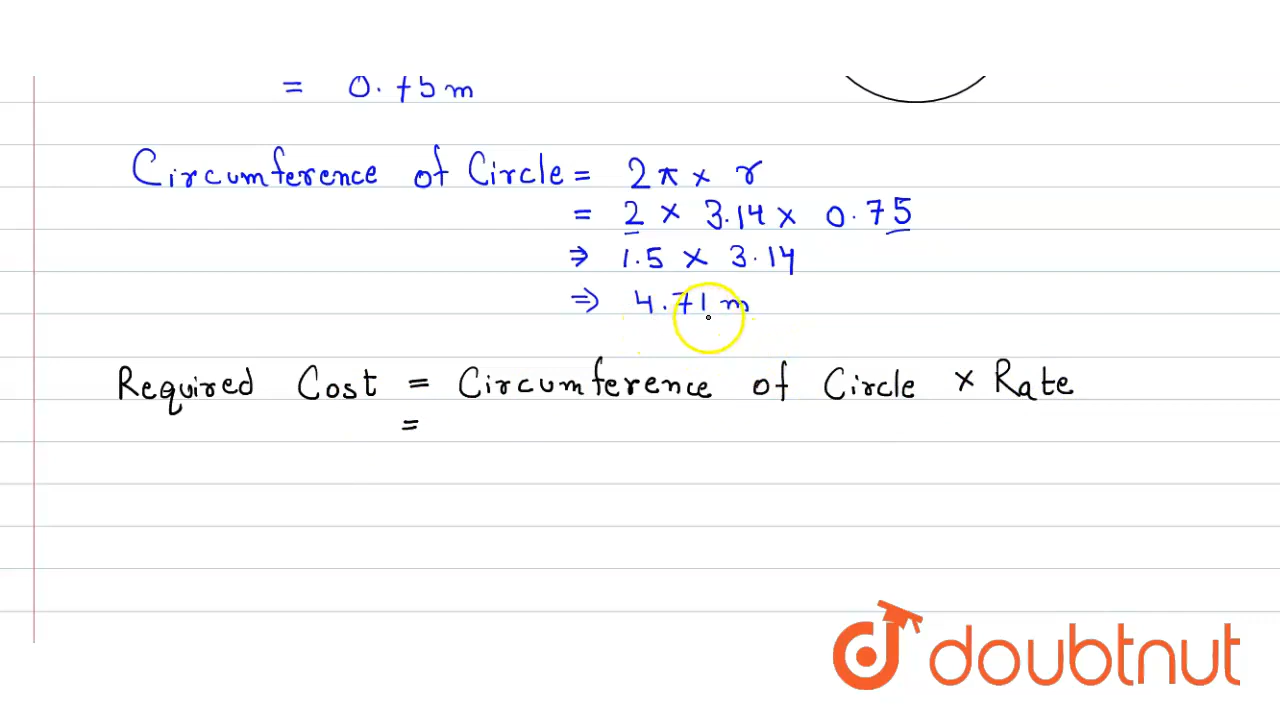 = 0.75 m
Circumference of Circle = 2π × r
= 2 × 3.14 × 0.75
⇒ 1.5 × 3.14
⇒ 4.71 m
Required Cost = Circumference of Circle × Rate
=
doubtnut